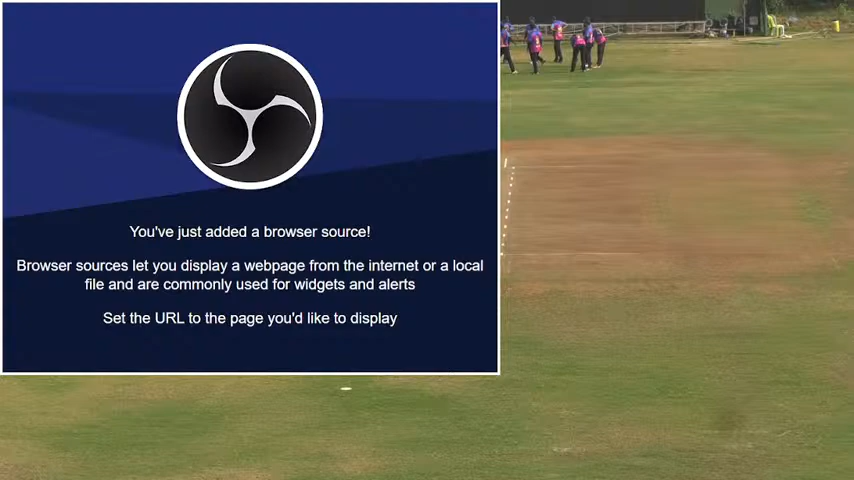 You've just added a browser source!
Browser sources let you display a webpage from the internet or a local
file and are commonly used for widgets and alerts
Set the URL to the page you'd like to display